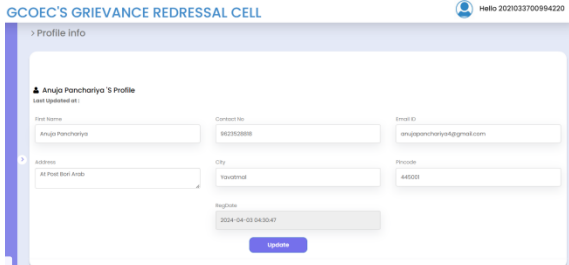 GCOEC'S GRIEVANCE REDRESSAL CELL
Hello 2021033700994220
> Profile info
Anuja Panchariya 'S Profile
Last Updated at :
First Name
Contact No
Email ID
Anuja Panchariya
9623528818
anujapanchariya4@gmail.com
Address
City
Pincode
At Post Bori Arab
Yavatmal
445001
RegDate
2024-04-03 04:30:47
Update